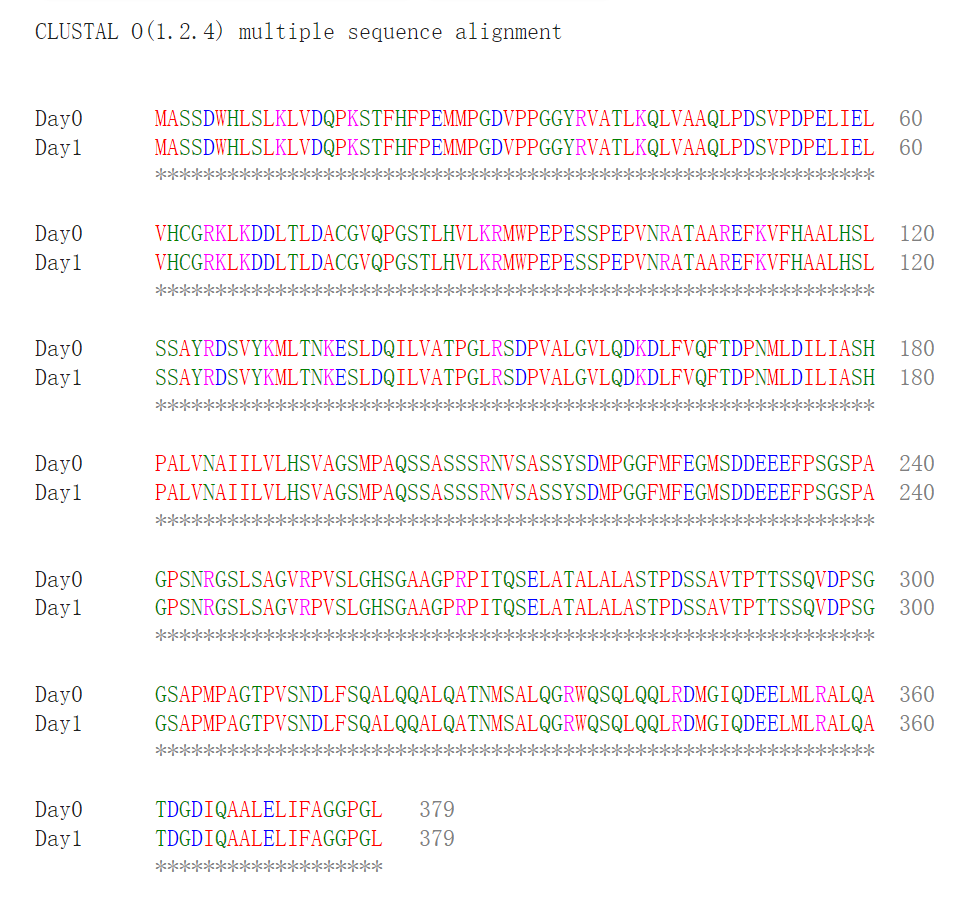 CLUSTAL O(1.2.4) multiple sequence alignment
Day0 MASSDWHLSLKLVDQPKSTFHFPEMMPGDVPPGGYRVATLKQLVAAQLPDSVPDPELIEL 60
Day1 MASSDWHLSLKLVDQPKSTFHFPEMMPGDVPPGGYRVATLKQLVAAQLPDSVPDPELIEL 60
************************************************************
Day0 VHCGRKLKDDLTLDACGVQPGSTLHVLKRMWPEPESSPEPVNRATAAREFKVFHAALHSL 120
Day1 VHCGRKLKDDLTLDACGVQPGSTLHVLKRMWPEPESSPEPVNRATAAREFKVFHAALHSL 120
************************************************************
Day0 SSAYRDSVYKMLTNKESLDQILVATPGLRSDPVALGVLQDKDLFVQFTDPNMLDILIASH 180
Day1 SSAYRDSVYKMLTNKESLDQILVATPGLRSDPVALGVLQDKDLFVQFTDPNMLDILIASH 180
************************************************************
Day0 PALVNAIILVLHSVAGSMPAQSSASSSRNVSASSYSDMPGGFMFEGMSDDEEEFPSGSPA 240
Day1 PALVNAIILVLHSVAGSMPAQSSASSSRNVSASSYSDMPGGFMFEGMSDDEEEFPSGSPA 240
************************************************************
Day0 GPSNRGSLSAGVRPVSLGHSGAAGPRPITQSELATALALASTPDSSAVTPTTSSQVDPSG 300
Day1 GPSNRGSLSAGVRPVSLGHSGAAGPRPITQSELATALALASTPDSSAVTPTTSSQVDPSG 300
************************************************************
Day0 GSAPMPAGTPVSNDLFSQALQQALQATNMSALQGRWQSQLQQLRDMGIQDEELMLRALQA 360
Day1 GSAPMPAGTPVSNDLFSQALQQALQATNMSALQGRWQSQLQQLRDMGIQDEELMLRALQA 360
************************************************************
Day0 TDGDIQAALELIFAGGPGL 379
Day1 TDGDIQAALELIFAGGPGL 379
*******************